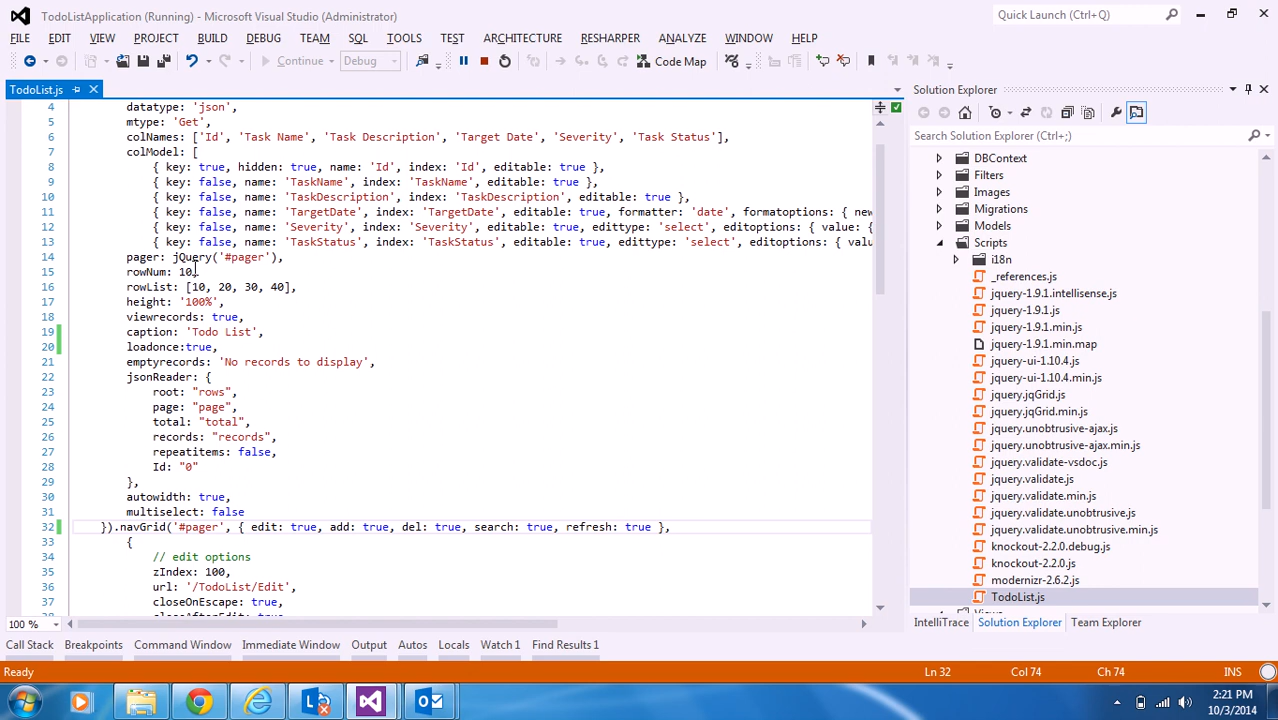 TodoListApplication (Running) - Microsoft Visual Studio (Administrator)
Quick Launch (Ctrl+Q)
FILE EDIT VIEW PROJECT BUILD DEBUG TEAM SQL TOOLS TEST ARCHITECTURE RESHARPER ANALYZE WINDOW HELP
Continue Debug Code Map
TodoList.js
4 datatype: 'json',
5 mtype: 'Get',
6 colNames: ['Id', 'Task Name', 'Task Description', 'Target Date', 'Severity', 'Task Status'],
7 colModel: [
8 { key: true, hidden: true, name: 'Id', index: 'Id', editable: true },
9 { key: false, name: 'TaskName', index: 'TaskName', editable: true },
10 { key: false, name: 'TaskDescription', index: 'TaskDescription', editable: true },
11 { key: false, name: 'TargetDate', index: 'TargetDate', editable: true, formatter: 'date', formatoptions: { new
12 { key: false, name: 'Severity', index: 'Severity', editable: true, edittype: 'select', editoptions: { value: {
13 { key: false, name: 'TaskStatus', index: 'TaskStatus', editable: true, edittype: 'select', editoptions: { valu
14 pager: jQuery('#pager'),
15 rowNum: 10,
16 rowList: [10, 20, 30, 40],
17 height: '100%',
18 viewrecords: true,
19 caption: 'Todo List',
20 loadonce:true,
21 emptyrecords: 'No records to display',
22 jsonReader: {
23 root: "rows",
24 page: "page",
25 total: "total",
26 records: "records",
27 repeatitems: false,
28 Id: "0"
29 },
30 autowidth: true,
31 multiselect: false
32 }).navGrid('#pager', { edit: true, add: true, del: true, search: true, refresh: true },
33 {
34 // edit options
35 zIndex: 100,
36 url: '/TodoList/Edit',
37 closeOnEscape: true,
100 %
Solution Explorer
Search Solution Explorer (Ctrl+;)
DBContext
Filters
Images
Migrations
Models
Scripts
i18n
_references.js
jquery-1.9.1.intellisense.js
jquery-1.9.1.js
jquery-1.9.1.min.js
jquery-1.9.1.min.map
jquery-ui-1.10.4.js
jquery-ui-1.10.4.min.js
jquery.jqGrid.js
jquery.jqGrid.min.js
jquery.unobtrusive-ajax.js
jquery.unobtrusive-ajax.min.js
jquery.validate-vsdoc.js
jquery.validate.js
jquery.validate.min.js
jquery.validate.unobtrusive.js
jquery.validate.unobtrusive.min.js
knockout-2.2.0.debug.js
knockout-2.2.0.js
modernizr-2.6.2.js
TodoList.js
IntelliTrace Solution Explorer Team Explorer
Call Stack Breakpoints Command Window Immediate Window Output Autos Locals Watch 1 Find Results 1
Ready Ln 32 Col 74 Ch 74 INS
2:21 PM
10/3/2014